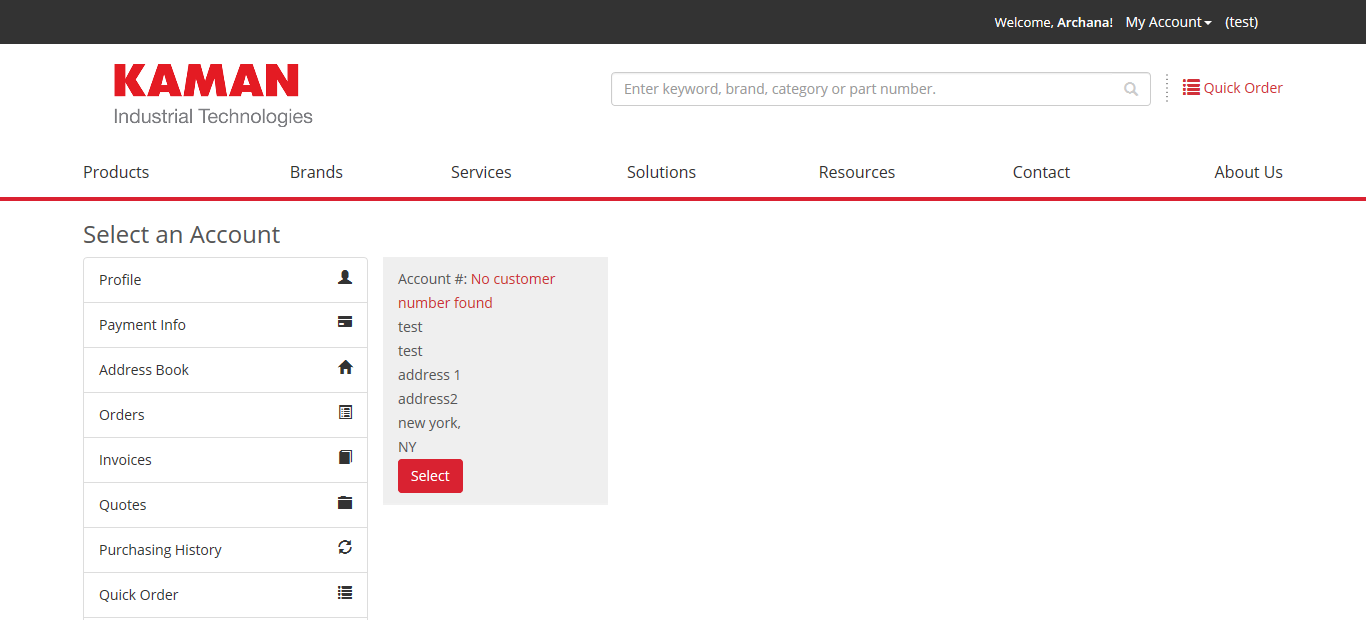 Welcome, Archana! My Account (test)
KAMAN
Industrial Technologies
Enter keyword, brand, category or part number.
Quick Order
Products Brands Services Solutions Resources Contact About Us
Select an Account
Profile
Payment Info
Address Book
Orders
Invoices
Quotes
Purchasing History
Quick Order
Account #: No customer
number found
test
test
address 1
address2
new york,
NY
Select